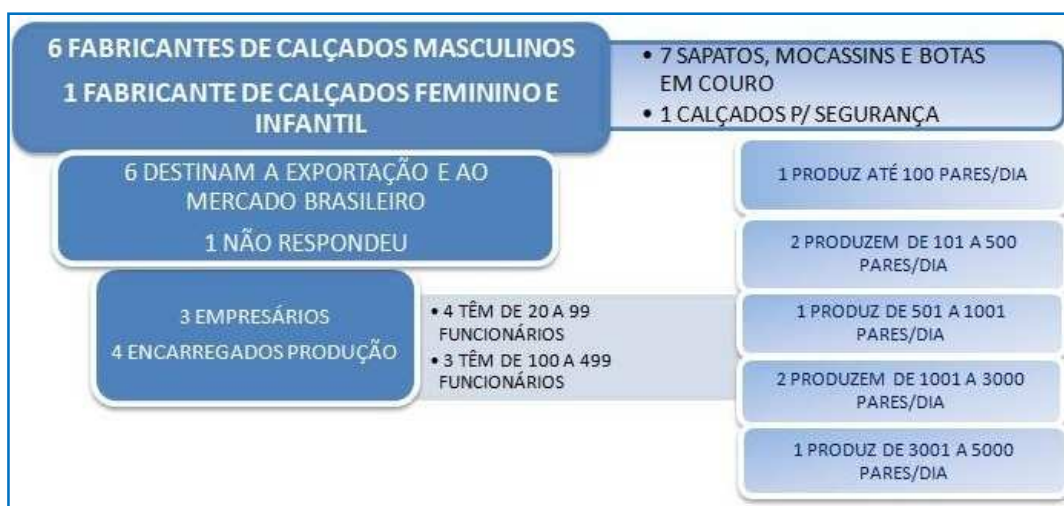 6 FABRICANTES DE CALÇADOS MASCULINOS
1 FABRICANTE DE CALÇADOS FEMININO E
INFANTIL
• 7 SAPATOS, MOCASSINS E BOTAS
EM COURO
• 1 CALÇADOS P/ SEGURANÇA
6 DESTINAM A EXPORTAÇÃO E AO
MERCADO BRASILEIRO
1 NÃO RESPONDEU
3 EMPRESÁRIOS
4 ENCARREGADOS PRODUÇÃO
• 4 TÊM DE 20 A 99
FUNCIONÁRIOS
• 3 TÊM DE 100 A 499
FUNCIONÁRIOS
1 PRODUZ ATÉ 100 PARES/DIA
2 PRODUZEM DE 101 A 500
PARES/DIA
1 PRODUZ DE 501 A 1001
PARES/DIA
2 PRODUZEM DE 1001 A 3000
PARES/DIA
1 PRODUZ DE 3001 A 5000
PARES/DIA